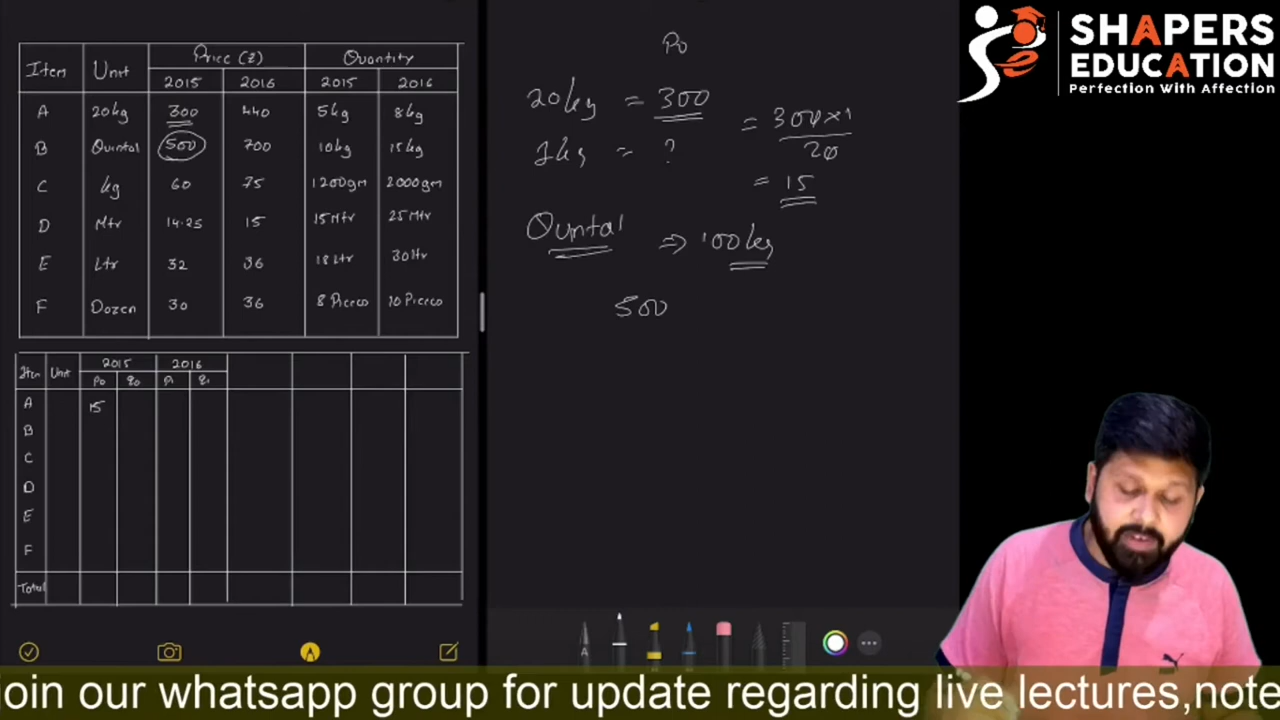 SHAPERS
EDUCATION
Perfection With Affection
Item Unit Price (₹) Quantity
2015 2016 2015 2016
A 20kg 300 440 5kg 8kg
B Quintal 500 700 10kg 15kg
C kg 60 75 1200gm 2000gm
D Mtr 14.25 15 15Mtr 25Mtr
E Ltr 32 36 18Ltr 30ltr
F Dozen 30 36 8 Pieces 10 Pieces
Item Unit 2015 2016
P0 q0 P1 q1
A 15
B
C
D
E
F
Total
P0
20kg = 300
1kg = ?
= 300×1
20
= 15
Quntal ⇒ 100kg
500
join our whatsapp group for update regarding live lectures,note